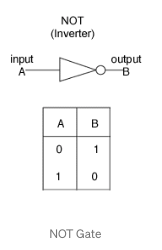 NOT
(Inverter)
input output
A B
A B
0 1
1 0
NOT Gate